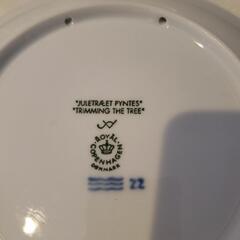 "JULETRÆET PYNTES"
"TRIMMING THE TREE"
ROYAL
COPENHAGEN
DENMARK
22